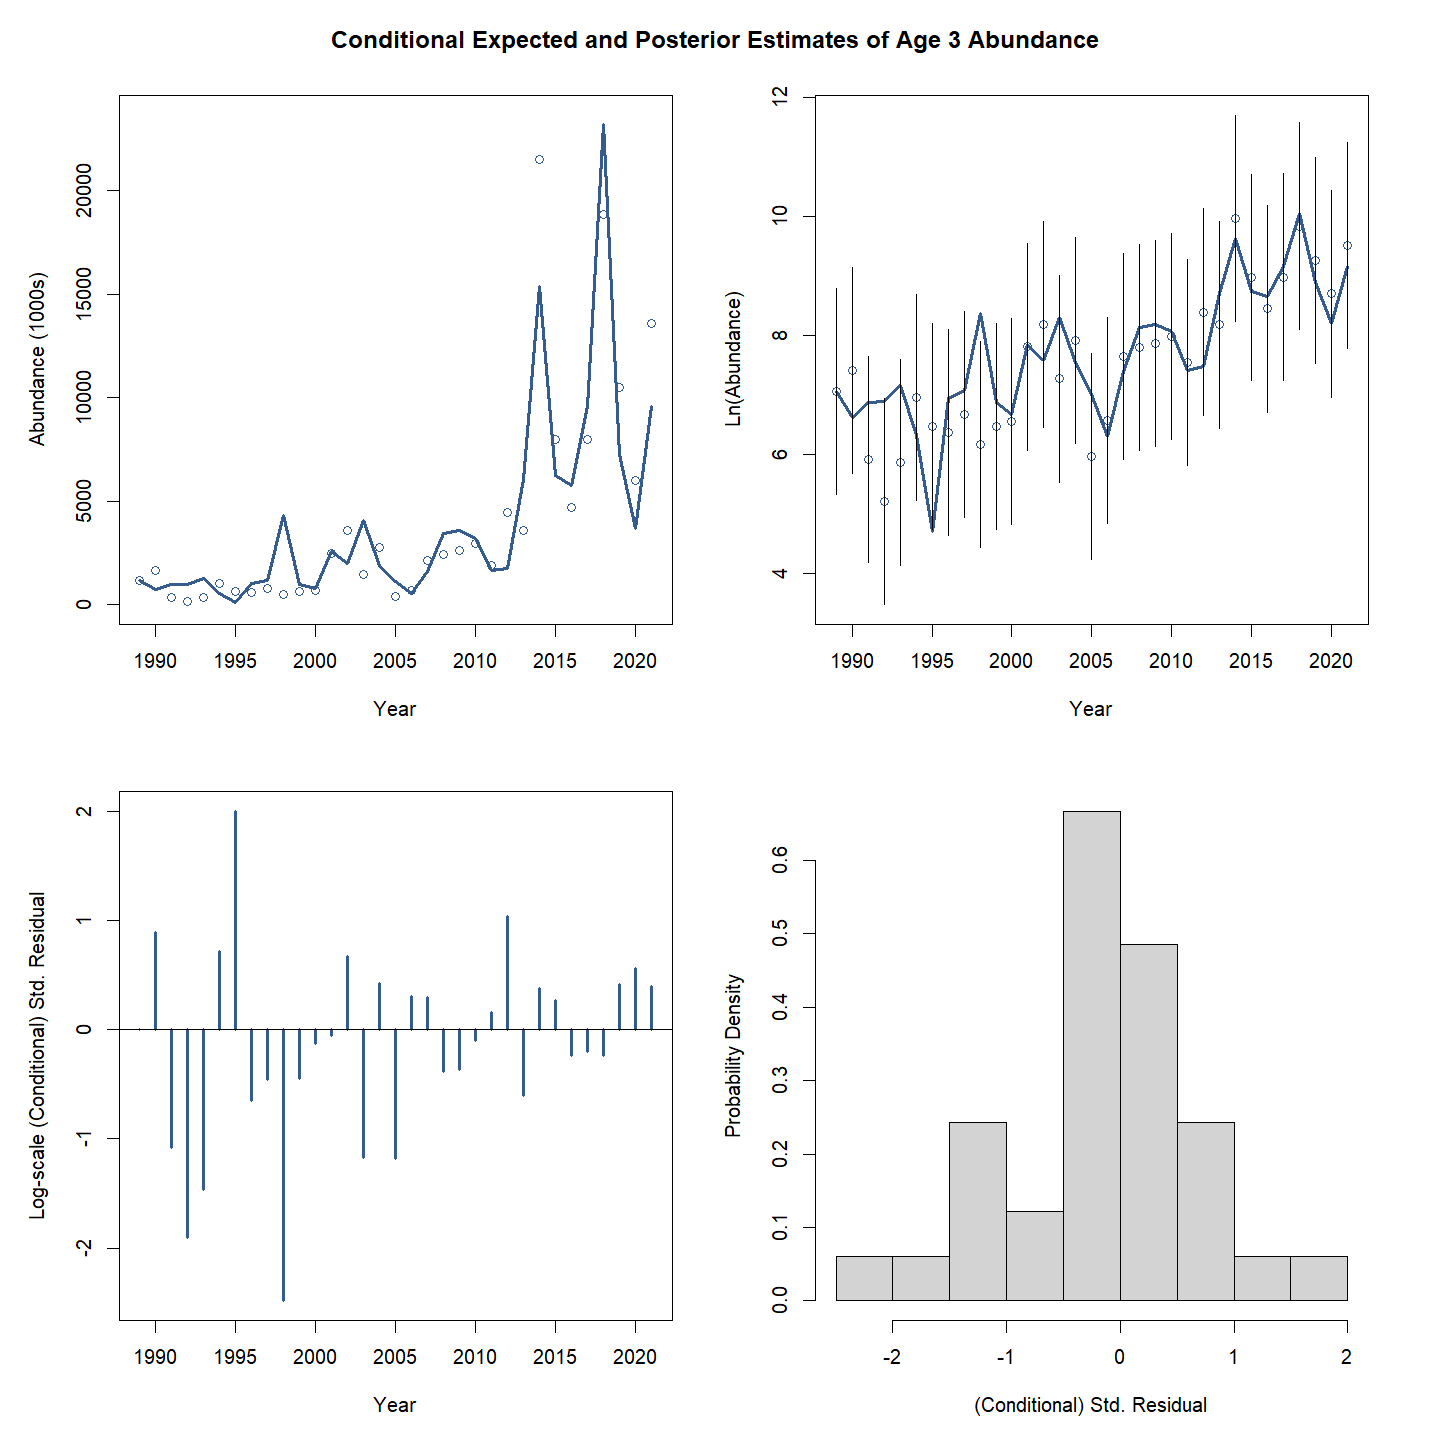 Conditional Expected and Posterior Estimates of Age 3 Abundance
Abundance (1000s)
0 5000 10000 15000 20000
1990 1995 2000 2005 2010 2015 2020
Year
Ln(Abundance)
4 6 8 10 12
1990 1995 2000 2005 2010 2015 2020
Year
Log-scale (Conditional) Std. Residual
-2 -1 0 1 2
1990 1995 2000 2005 2010 2015 2020
Year
Probability Density
0.0 0.1 0.2 0.3 0.4 0.5 0.6
-2 -1 0 1 2
(Conditional) Std. Residual